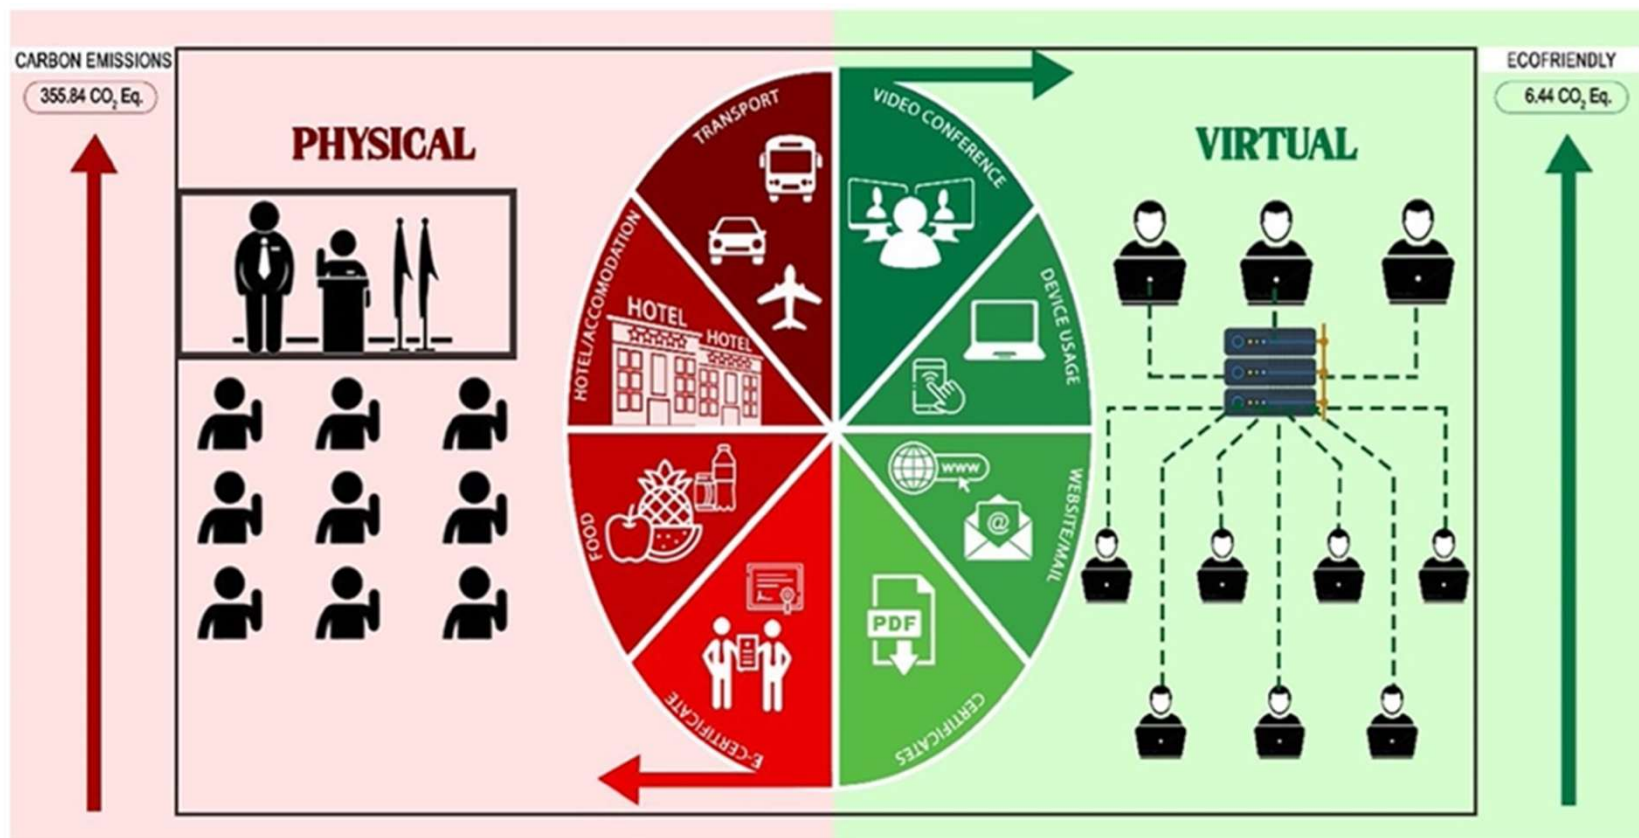 CARBON EMISSIONS
355.84 CO₂ Eq.
PHYSICAL
TRANSPORT
HOTEL/ACCOMODATION
HOTEL
HOTEL
FOOD
E-CERTIFICATE
VIDEO CONFERENCE
DEVICE USAGE
www
@
WEBSITE/MAIL
PDF
CERTIFICATES
VIRTUAL
ECOFRIENDLY
6.44 CO₂ Eq.